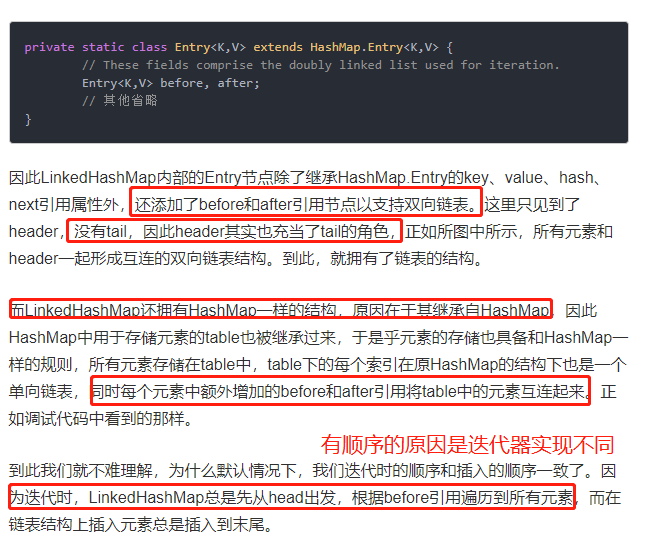 private static class Entry<K,V> extends HashMap.Entry<K,V> {
// These fields comprise the doubly linked list used for iteration.
Entry<K,V> before, after;
// 其他省略
}
因此LinkedHashMap内部的Entry节点除了继承HashMap.Entry的key、value、hash、
next引用属性外，还添加了before和after引用节点以支持双向链表。这里只见到了
header，没有tail，因此header其实也充当了tail的角色，正如所图中所示，所有元素和
header一起形成互连的双向链表结构。到此，就拥有了链表的结构。
而LinkedHashMap还拥有HashMap一样的结构，原因在于其继承自HashMap，因此
HashMap中用于存储元素的table也被继承过来，于是乎元素的存储也具备和HashMap一
样的规则，所有元素存储在table中，table下的每个索引在原HashMap的结构下也是一个
单向链表，同时每个元素中额外增加的before和after引用将table中的元素互连起来。正
如调试代码中看到的那样。
有顺序的原因是迭代器实现不同
到此我们就不难理解，为什么默认情况下，我们迭代时的顺序和插入的顺序一致了。因
为迭代时，LinkedHashMap总是先从head出发，根据before引用遍历到所有元素，而在
链表结构上插入元素总是插入到末尾。